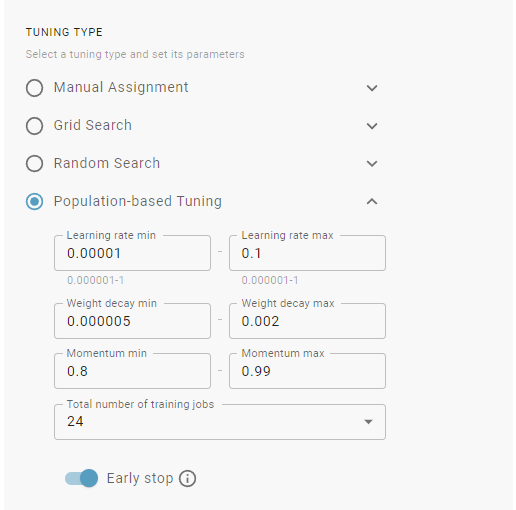 TUNING TYPE
Select a tuning type and set its parameters
Manual Assignment
Grid Search
Random Search
Population-based Tuning
Learning rate min Learning rate max
0.00001 - 0.1
0.000001-1 0.000001-1
Weight decay min Weight decay max
0.000005 - 0.002
Momentum min Momentum max
0.8 - 0.99
Total number of training jobs
24
Early stop